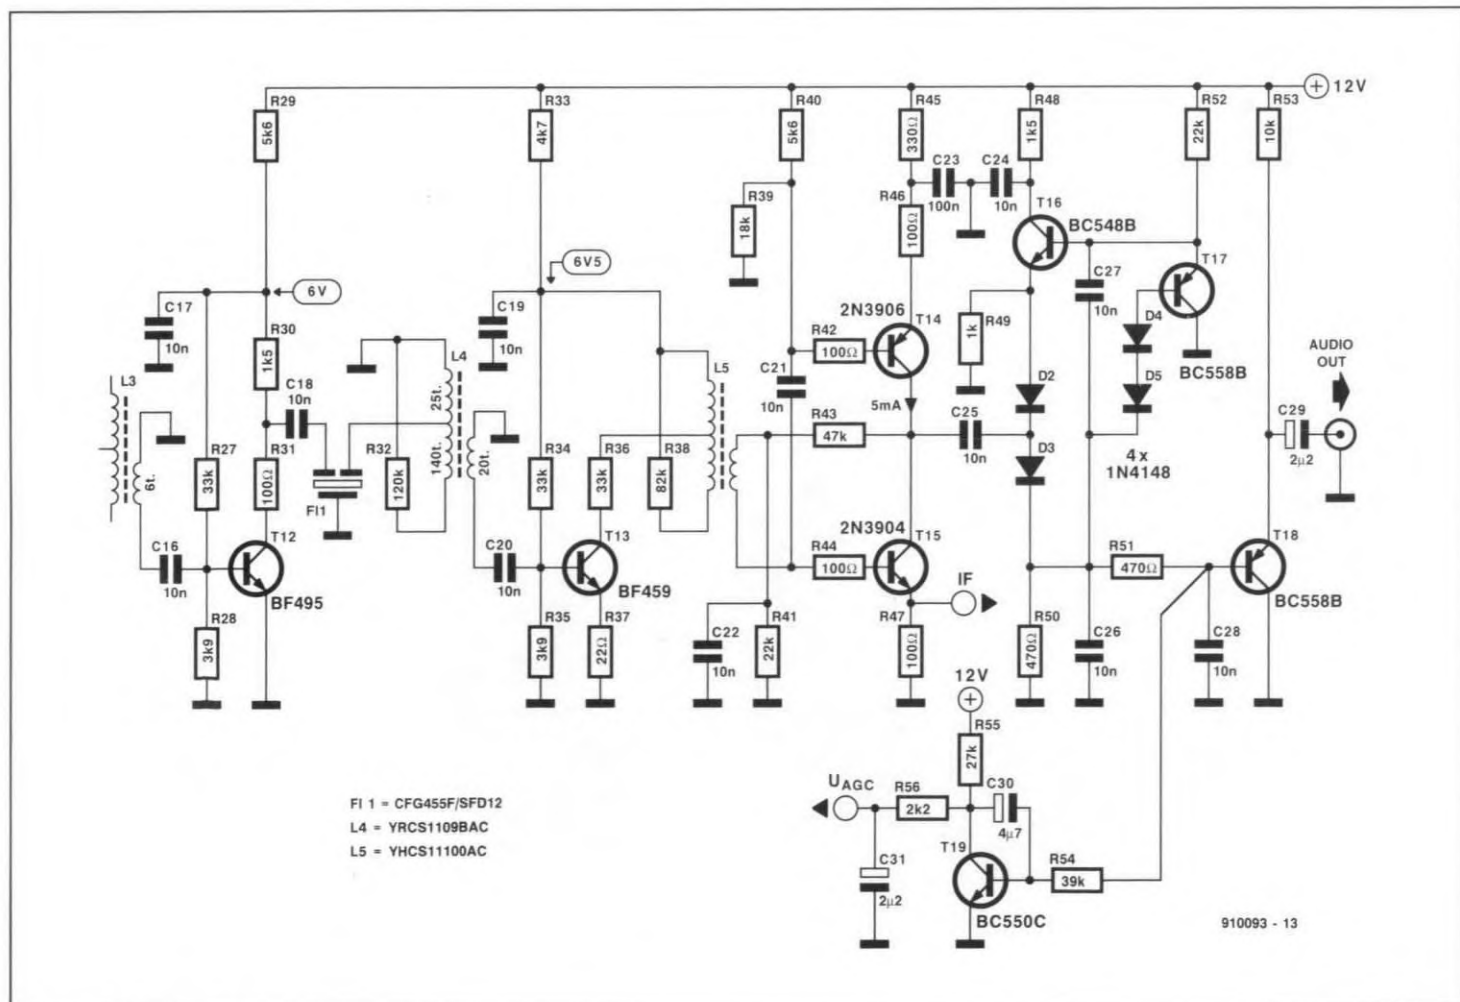 R29
5k6
R33
4k7
R40
5k6
R45
330Ω
R48
1k5
R52
22k
R53
10k
12V
C23
100n
C24
10n
R39
18k
R46
100Ω
T16
BC548B
6V5
6V
C17
10n
C19
10n
C27
10n
T17
BC558B
R30
1k5
2N3906
T14
R49
1k
D4
D5
AUDIO
OUT
L3
6t.
C18
10n
L4
25t.
140t.
20t.
L5
R42
100Ω
C21
10n
5mA
C25
10n
D2
D3
4x
1N4148
C29
2µ2
R27
33k
R31
100Ω
FI1
R32
120k
R34
33k
R36
33k
R38
82k
R43
47k
2N3904
T15
C16
10n
T12
BF495
C20
10n
T13
BF459
R44
100Ω
IF
R51
470Ω
T18
BC558B
R28
3k9
R35
3k9
R37
22Ω
C22
10n
R41
22k
R47
100Ω
R50
470Ω
C26
10n
C28
10n
12V
R55
27k
UAGC
R56
2k2
C30
4µ7
C31
2µ2
T19
BC550C
R54
39k
FI 1 = CFG455F/SFD12
L4 = YRCS1109BAC
L5 = YHCS11100AC
910093 - 13